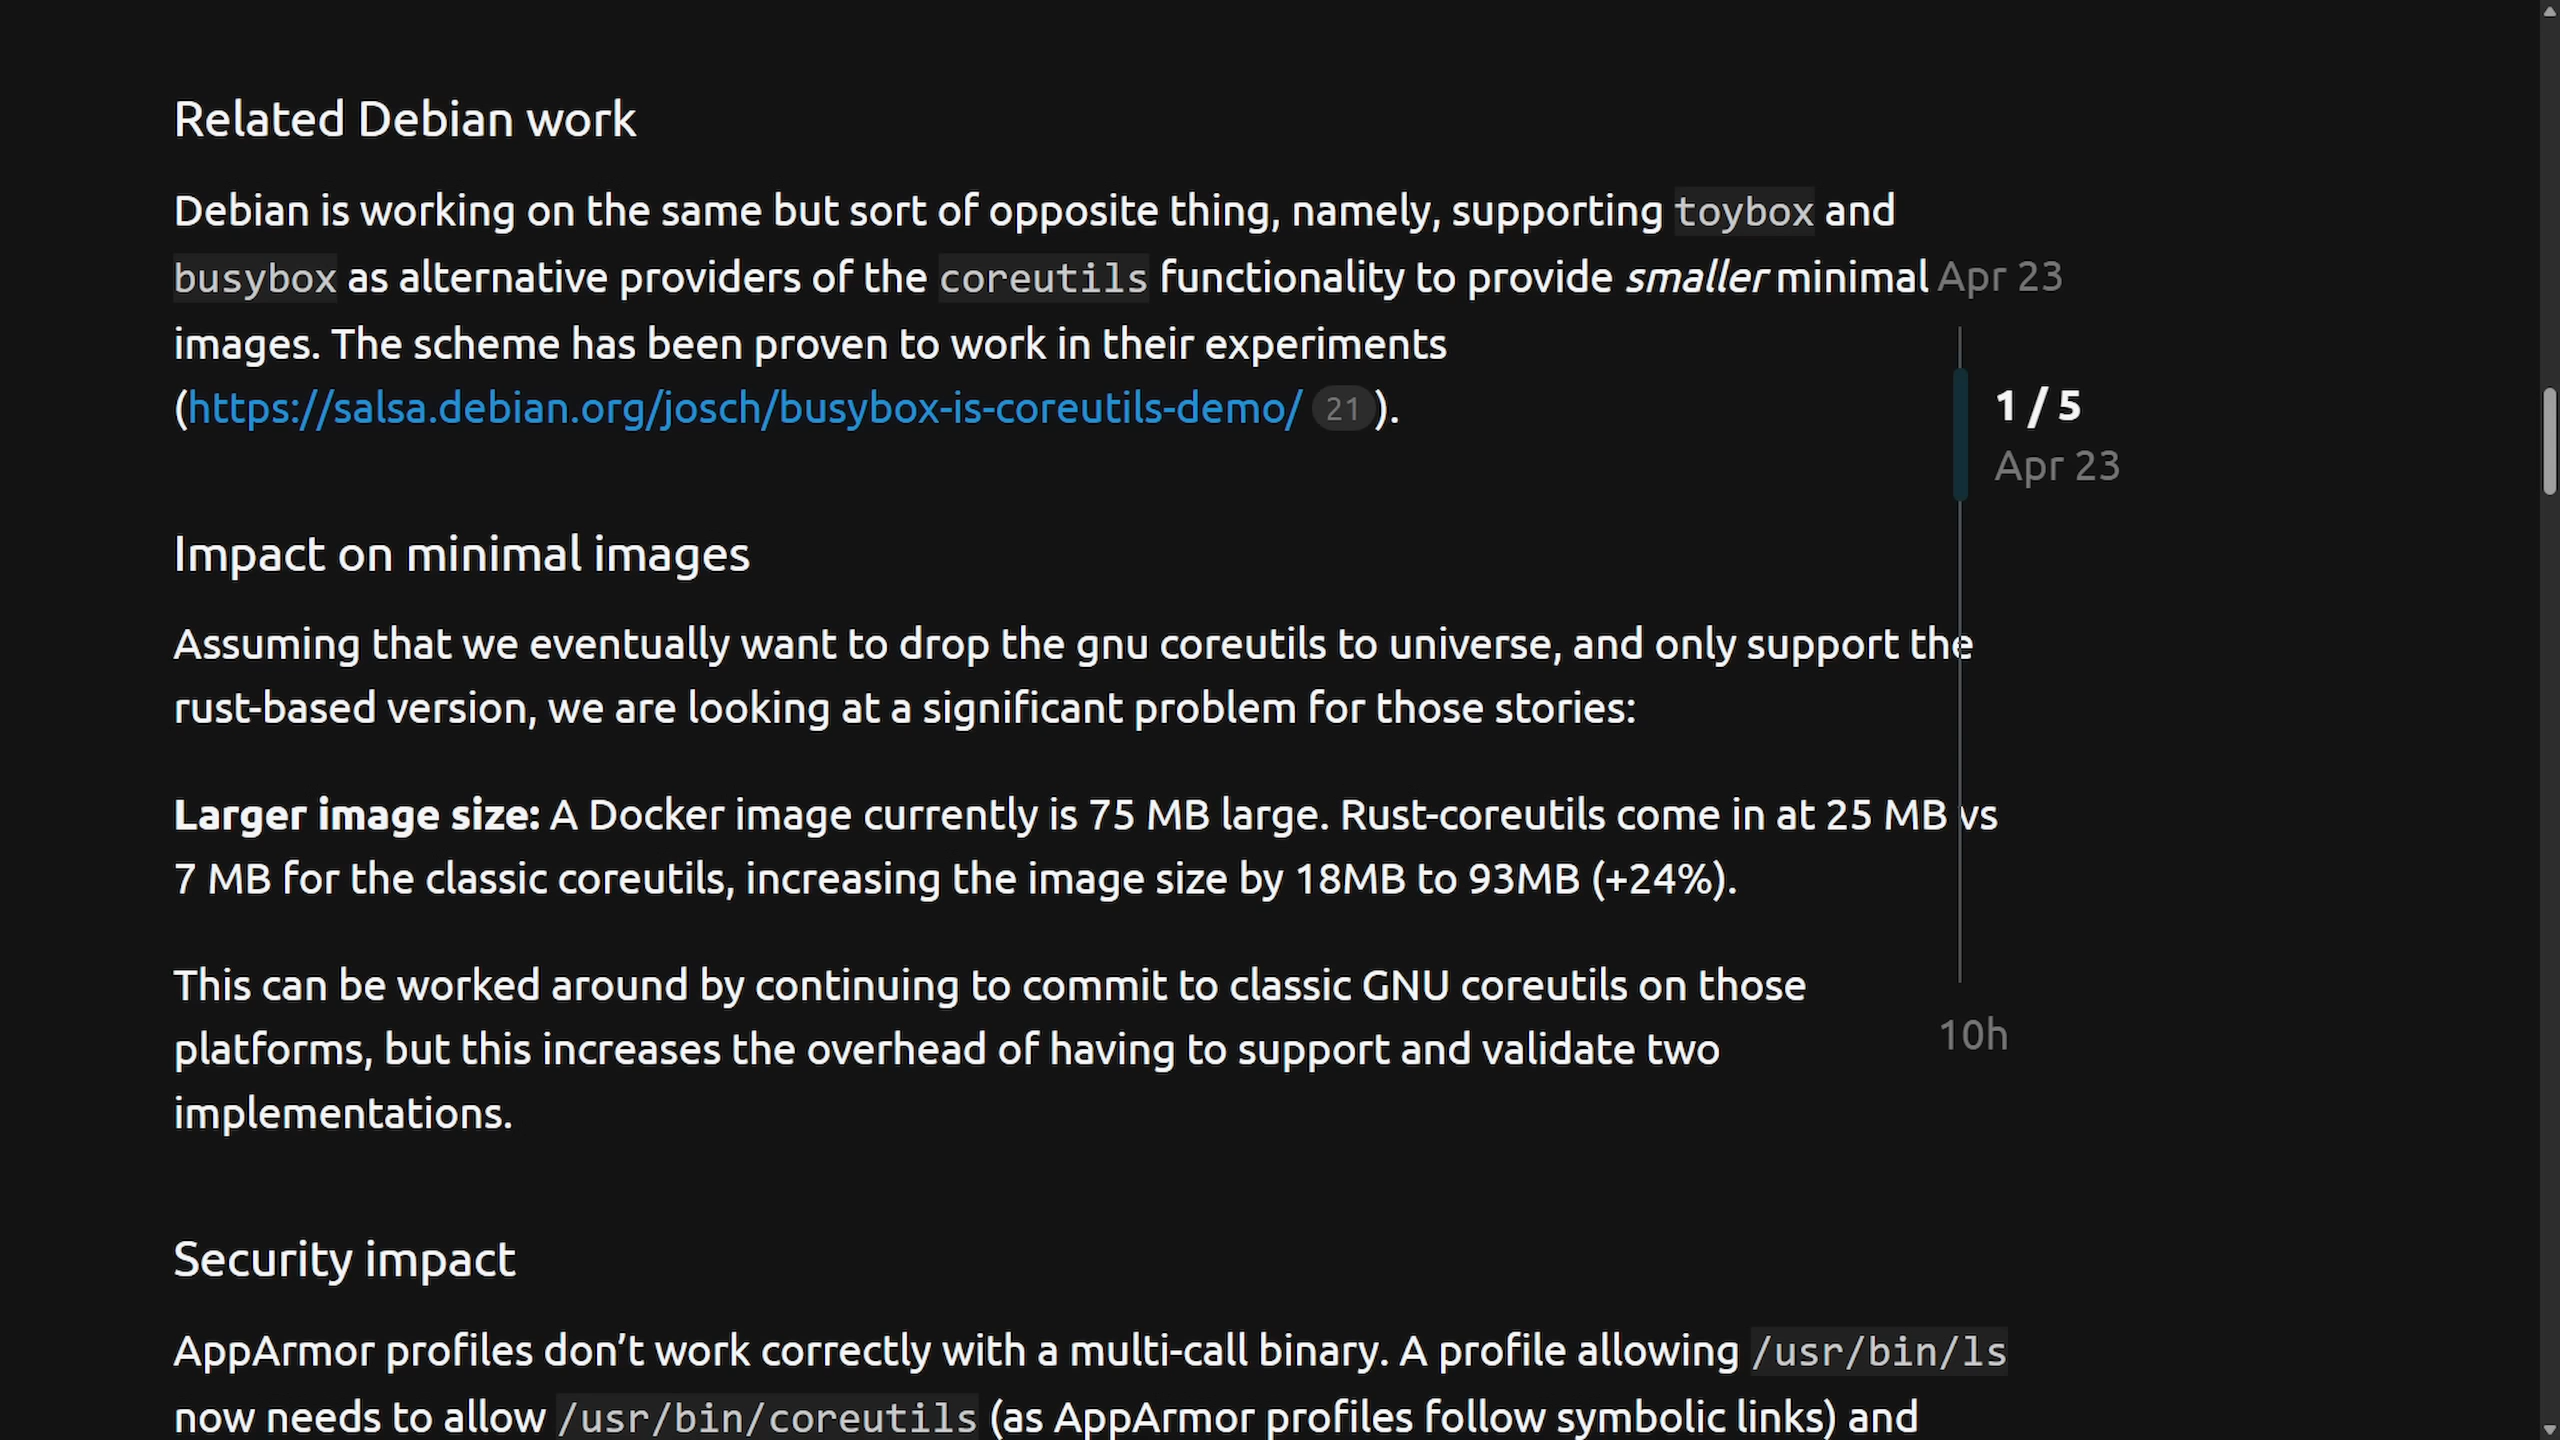 Related Debian work
Debian is working on the same but sort of opposite thing, namely, supporting toybox and
busybox as alternative providers of the coreutils functionality to provide smaller minimal
images. The scheme has been proven to work in their experiments
(https://salsa.debian.org/josch/busybox-is-coreutils-demo/ 21).
Apr 23
1 / 5
Apr 23
10h
Impact on minimal images
Assuming that we eventually want to drop the gnu coreutils to universe, and only support the
rust-based version, we are looking at a significant problem for those stories:
Larger image size: A Docker image currently is 75 MB large. Rust-coreutils come in at 25 MB vs
7 MB for the classic coreutils, increasing the image size by 18MB to 93MB (+24%).
This can be worked around by continuing to commit to classic GNU coreutils on those
platforms, but this increases the overhead of having to support and validate two
implementations.
Security impact
AppArmor profiles don’t work correctly with a multi-call binary. A profile allowing /usr/bin/ls
now needs to allow /usr/bin/coreutils (as AppArmor profiles follow symbolic links) and